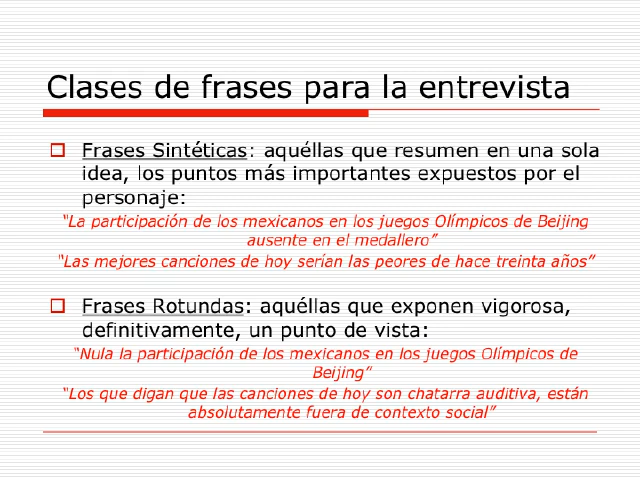 Clases de frases para la entrevista
Frases Sintéticas: aquéllas que resumen en una sola
idea, los puntos más importantes expuestos por el
personaje:
“La participación de los mexicanos en los juegos Olímpicos de Beijing
ausente en el medallero”
“Las mejores canciones de hoy serían las peores de hace treinta años”
Frases Rotundas: aquéllas que exponen vigorosa,
definitivamente, un punto de vista:
“Nula la participación de los mexicanos en los juegos Olímpicos de
Beijing”
“Los que digan que las canciones de hoy son chatarra auditiva, están
absolutamente fuera de contexto social”